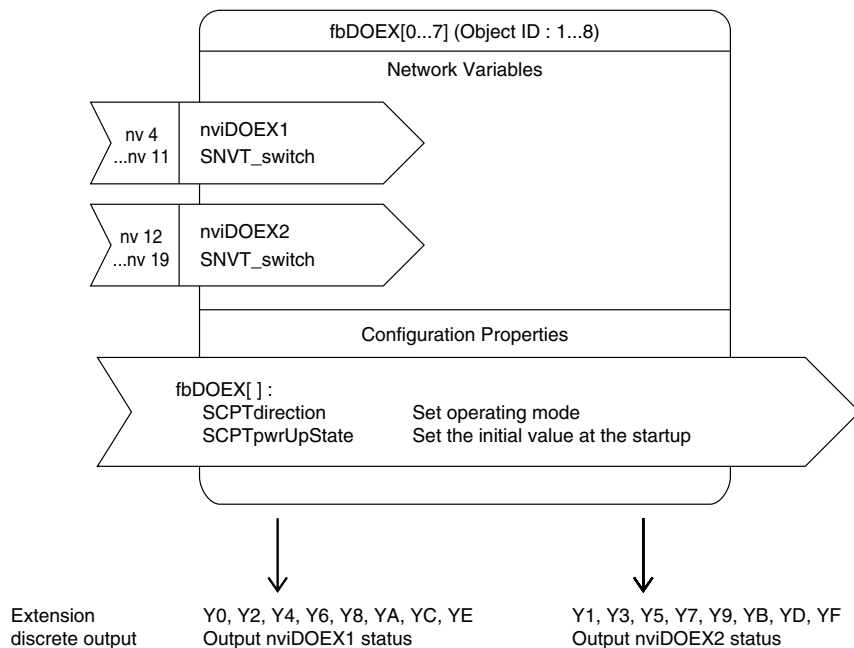 fbDOEX[0...7] (Object ID : 1...8)
Network Variables
nv 4
...nv 11
nviDOEX1
SNVT_switch
nv 12
...nv 19
nviDOEX2
SNVT_switch
Configuration Properties
fbDOEX[ ] :
SCPTdirection Set operating mode
SCPTpwrUpState Set the initial value at the startup
Extension
discrete output
Y0, Y2, Y4, Y6, Y8, YA, YC, YE
Output nviDOEX1 status
Y1, Y3, Y5, Y7, Y9, YB, YD, YF
Output nviDOEX2 status